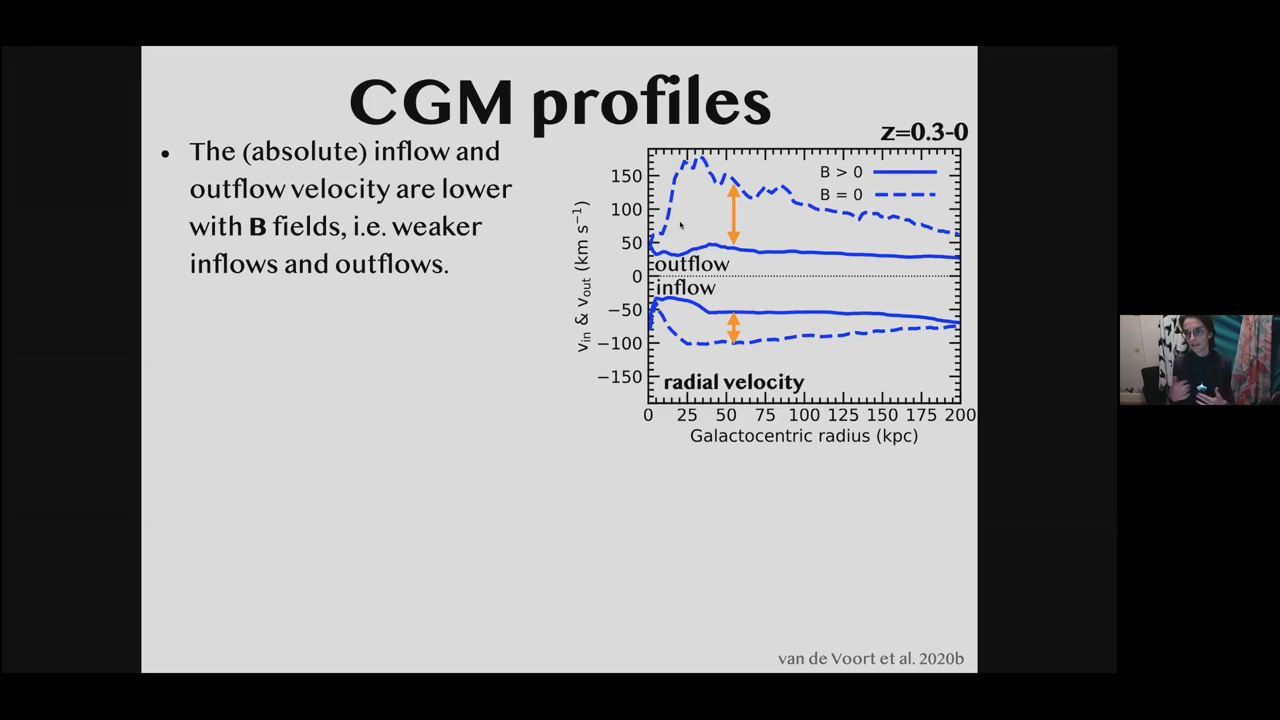 CGM profiles
• The (absolute) inflow and
outflow velocity are lower
with B fields, i.e. weaker
inflows and outflows.
z=0.3-0
B > 0
B = 0
150
100
50
0
−50
−100
−150
v_in & v_out (km s⁻¹)
outflow
inflow
radial velocity
0 25 50 75 100 125 150 175 200
Galactocentric radius (kpc)
van de Voort et al. 2020b